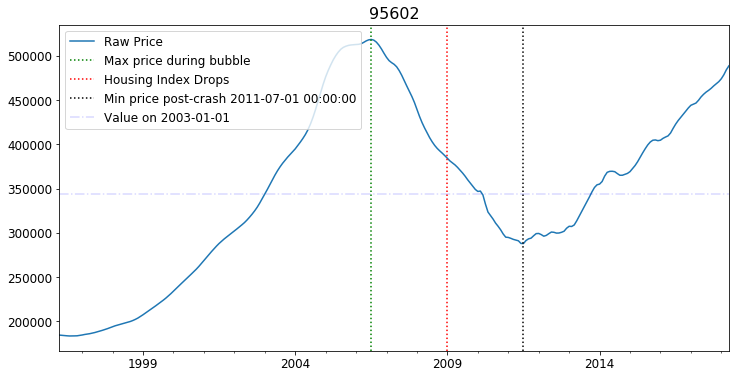 95602
Raw Price
Max price during bubble
Housing Index Drops
Min price post-crash 2011-07-01 00:00:00
Value on 2003-01-01
500000
450000
400000
350000
300000
250000
200000
1999
2004
2009
2014